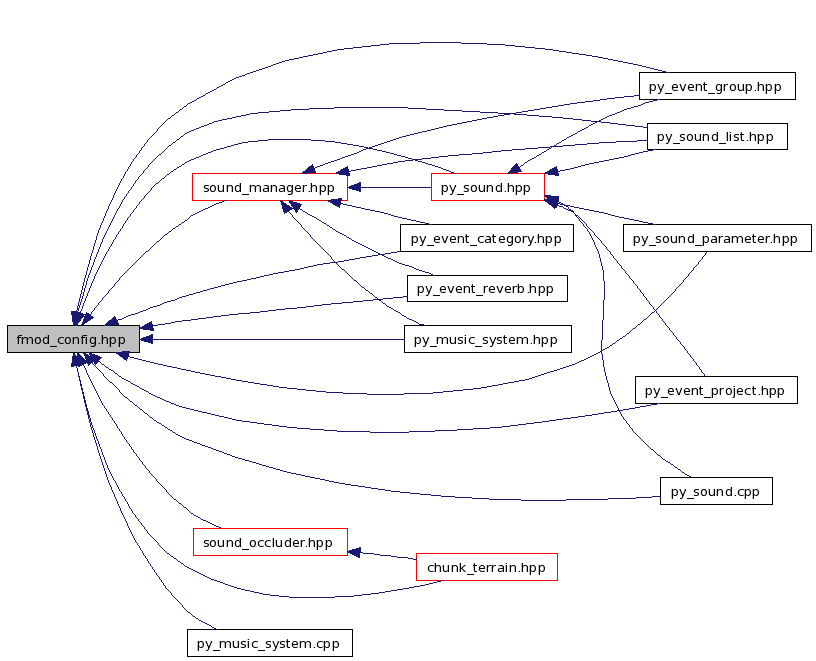 py_event_group.hpp
py_sound_list.hpp
sound_manager.hpp
py_sound.hpp
py_event_category.hpp
py_sound_parameter.hpp
py_event_reverb.hpp
fmod_config.hpp
py_music_system.hpp
py_event_project.hpp
py_sound.cpp
sound_occluder.hpp
chunk_terrain.hpp
py_music_system.cpp